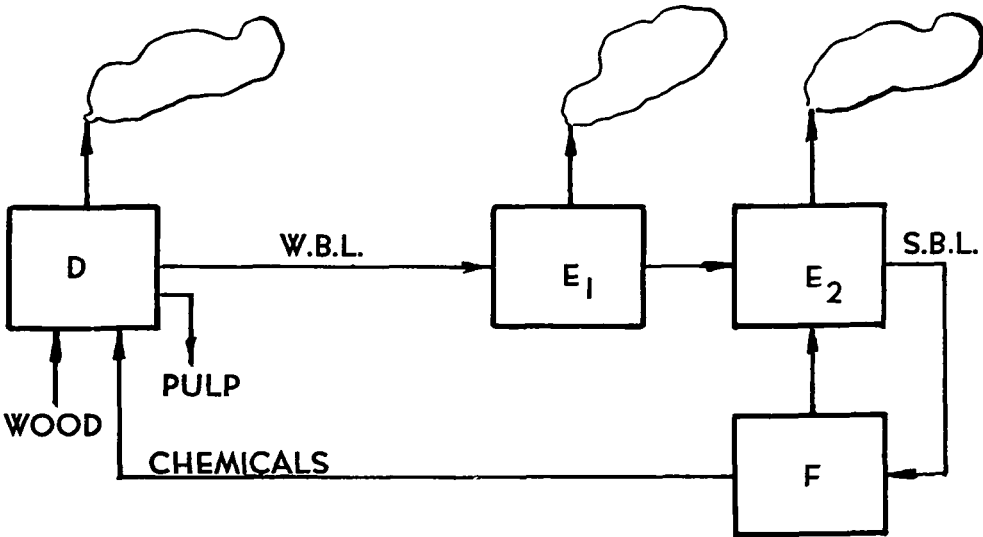 D
W.B.L.
E1
E2
S.B.L.
PULP
WOOD
CHEMICALS
F